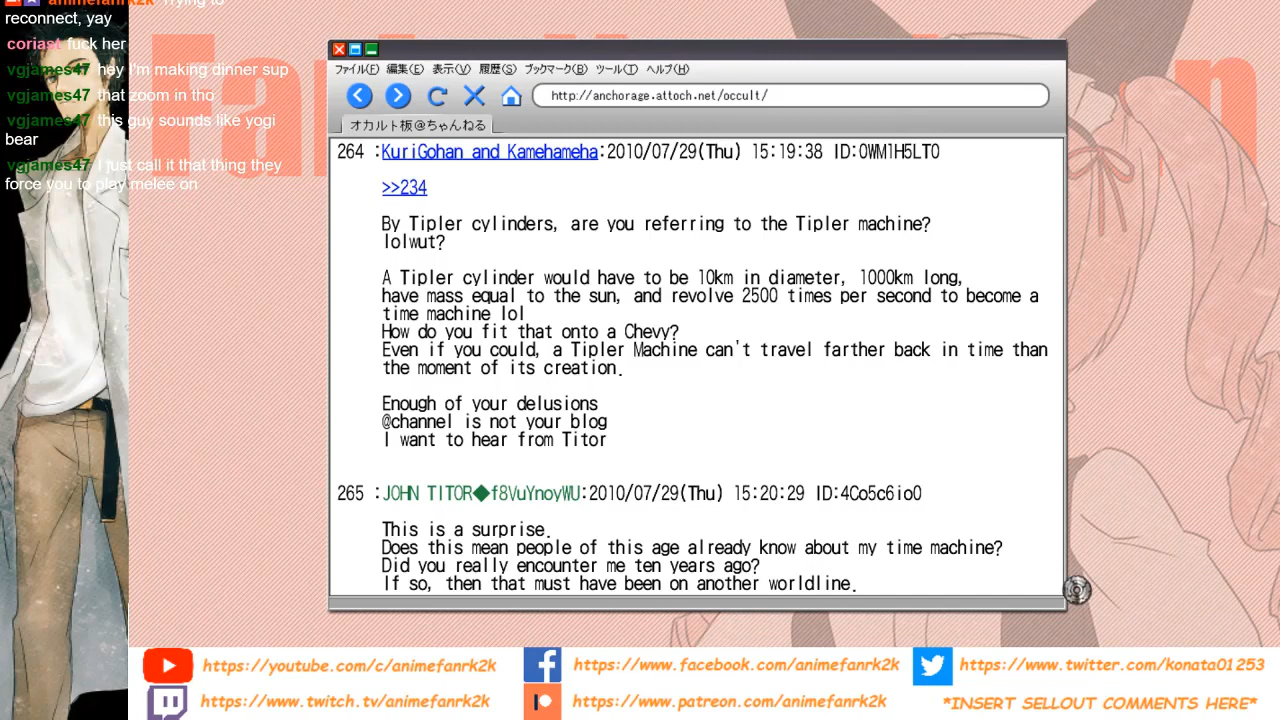 animefanrk2k Trying to
reconnect, yay
coriast fuck her
vgjames47 hey I'm making dinner sup
vgjames47 that zoom in tho
vgjames47 this guy sounds like yogi
bear
vgjames47 I just call it that thing they
force you to play melee on
ファイル(F) 編集(E) 表示(V) 履歴(S) ブックマーク(B) ツール(T) ヘルプ(H)
http://anchorage.attoch.net/occult/
オカルト板@ちゃんねる
264 :KuriGohan and Kamehameha:2010/07/29(Thu) 15:19:38 ID:0WM1H5LT0
>>234
By Tipler cylinders, are you referring to the Tipler machine?
lolwut?
A Tipler cylinder would have to be 10km in diameter, 1000km long,
have mass equal to the sun, and revolve 2500 times per second to become a
time machine lol
How do you fit that onto a Chevy?
Even if you could, a Tipler Machine can't travel farther back in time than
the moment of its creation.
Enough of your delusions
@channel is not your blog
I want to hear from Titor
265 :JOHN TITOR◆f8VuYnoyWU:2010/07/29(Thu) 15:20:29 ID:4Co5c6io0
This is a surprise.
Does this mean people of this age already know about my time machine?
Did you really encounter me ten years ago?
If so, then that must have been on another worldline.
https://youtube.com/c/animefanrk2k
https://www.facebook.com/animefanrk2k
https://www.twitter.com/konata01253
https://www.twitch.tv/animefanrk2k
https://www.patreon.com/animefanrk2k
*INSERT SELLOUT COMMENTS HERE*